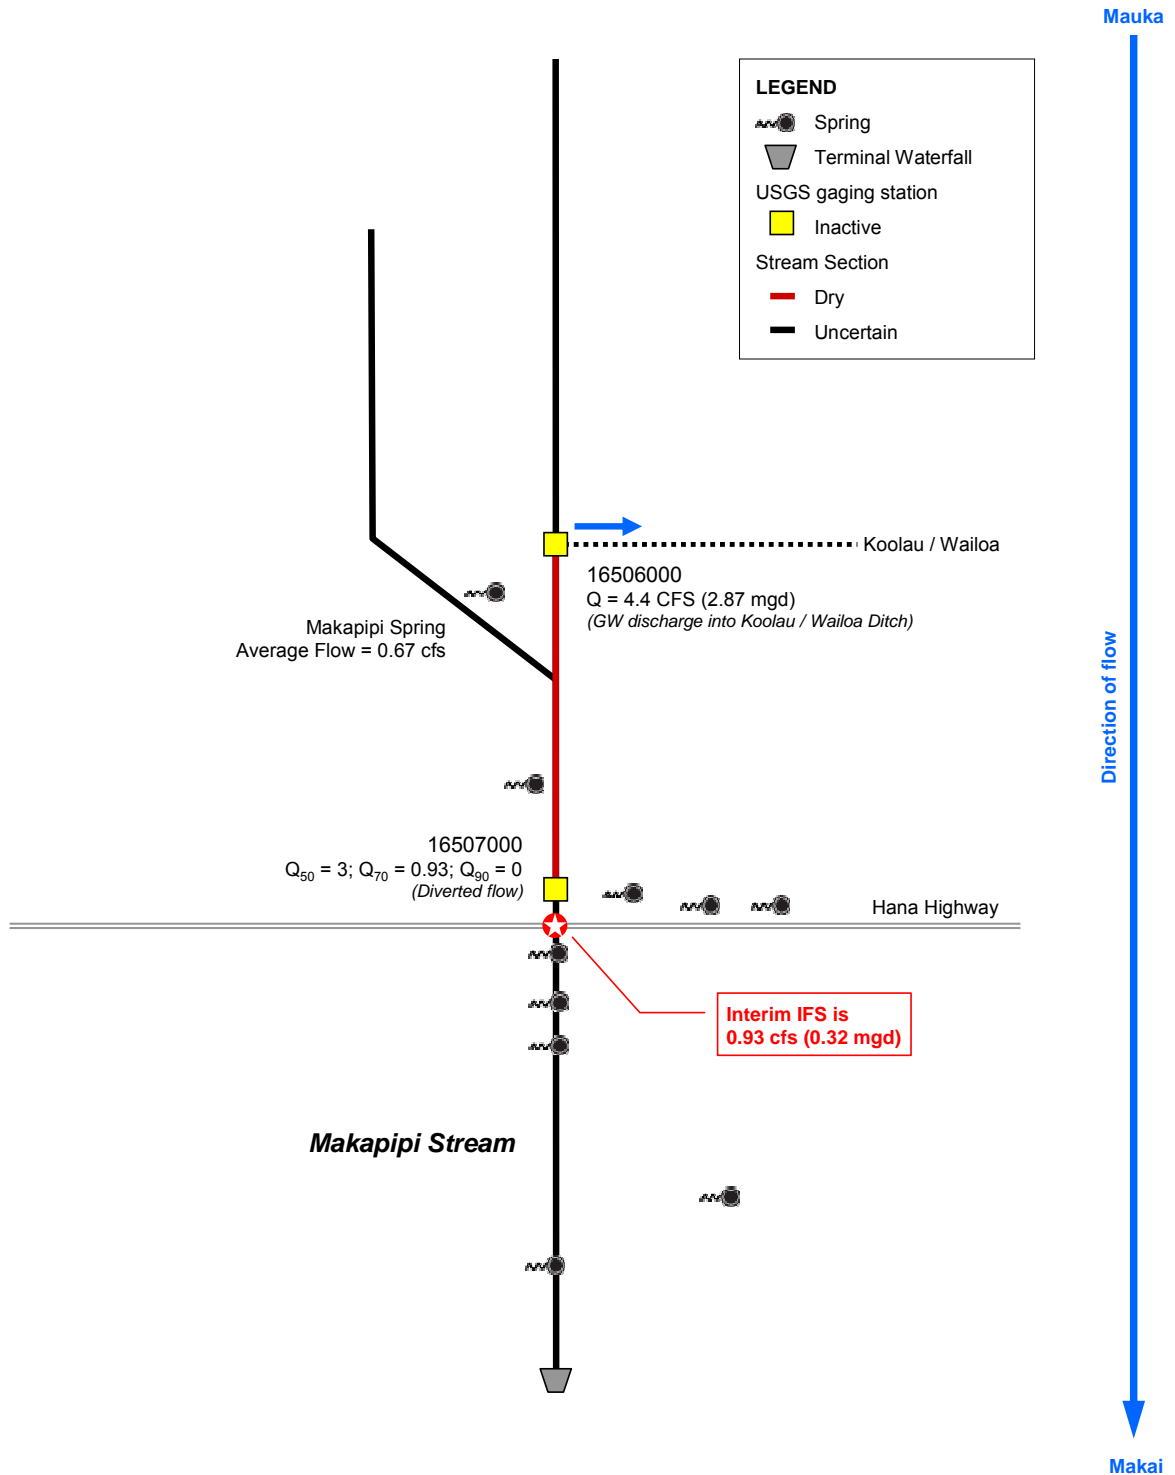 Mauka
LEGEND
Spring
Terminal Waterfall
USGS gaging station
Inactive
Stream Section
Dry
Uncertain
Koolau / Wailoa
16506000
Q = 4.4 CFS (2.87 mgd)
(GW discharge into Koolau / Wailoa Ditch)
Makapipi Spring
Average Flow = 0.67 cfs
Direction of flow
16507000
Q50 = 3; Q70 = 0.93; Q90 = 0
(Diverted flow)
Hana Highway
Interim IFS is
0.93 cfs (0.32 mgd)
Makapipi Stream
Makai